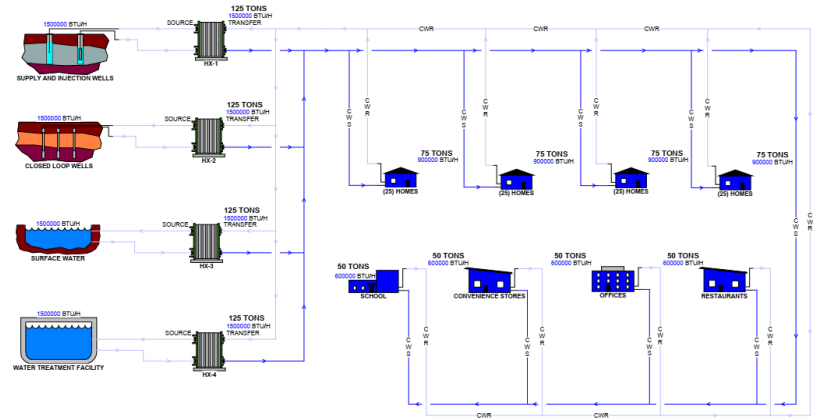 1500000 BTU/H
SUPPLY AND INJECTION WELLS
SOURCE
125 TONS
1500000 BTU/H
TRANSFER
HX-1
CWR
1500000 BTU/H
CLOSED LOOP WELLS
SOURCE
125 TONS
1500000 BTU/H
TRANSFER
HX-2
CWS
CWR
CWS
CWR
CWS
CWR
CWS
CWR
75 TONS
900000 BTU/H
(25) HOMES
75 TONS
900000 BTU/H
(25) HOMES
75 TONS
900000 BTU/H
(25) HOMES
75 TONS
900000 BTU/H
(25) HOMES
1500000 BTU/H
SURFACE WATER
SOURCE
125 TONS
1500000 BTU/H
TRANSFER
HX-3
CWS
CWR
50 TONS
600000 BTU/H
SCHOOL
50 TONS
600000 BTU/H
CONVENIENCE STORES
50 TONS
600000 BTU/H
OFFICES
50 TONS
600000 BTU/H
RESTAURANTS
1500000 BTU/H
WATER TREATMENT FACILITY
SOURCE
125 TONS
1500000 BTU/H
TRANSFER
HX-4
CWS
CWR
CWS
CWR
CWS
CWR
CWS
CWR
CWS
CWR